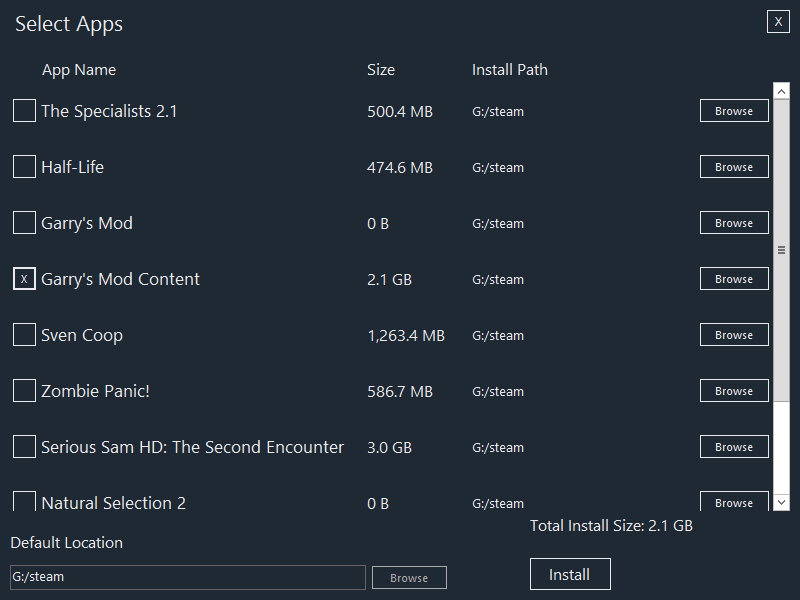 Select Apps X
App Name Size Install Path
The Specialists 2.1 500.4 MB G:/steam Browse
Half-Life 474.6 MB G:/steam Browse
Garry's Mod 0 B G:/steam Browse
X Garry's Mod Content 2.1 GB G:/steam Browse
Sven Coop 1,263.4 MB G:/steam Browse
Zombie Panic! 586.7 MB G:/steam Browse
Serious Sam HD: The Second Encounter 3.0 GB G:/steam Browse
Natural Selection 2 0 B G:/steam Browse
Total Install Size: 2.1 GB
Default Location
G:/steam Browse Install